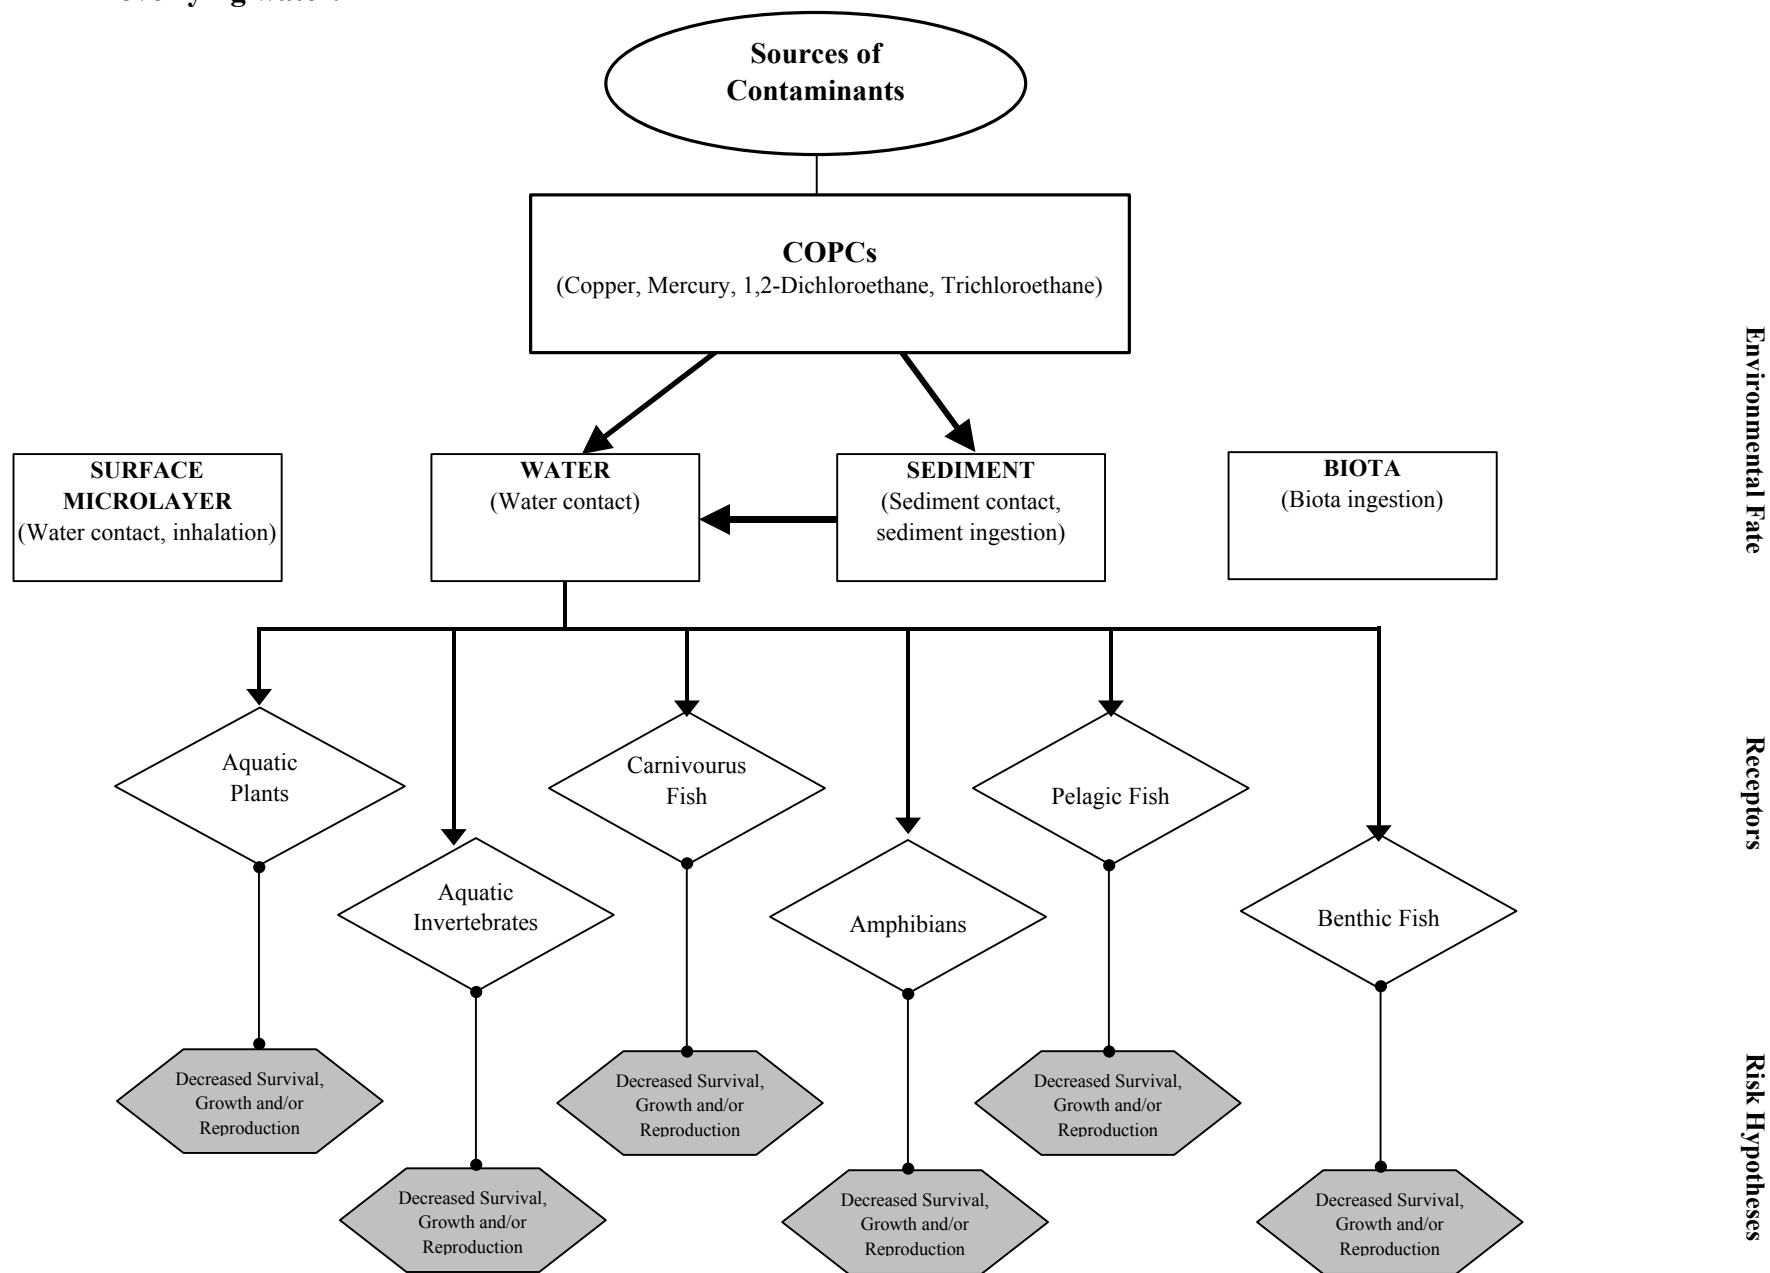 overlying water.
Sources of
Contaminants
COPCs
(Copper, Mercury, 1,2-Dichloroethane, Trichloroethane)
SURFACE
MICROLAYER
(Water contact, inhalation)
WATER
(Water contact)
SEDIMENT
(Sediment contact,
sediment ingestion)
BIOTA
(Biota ingestion)
Environmental Fate
Aquatic
Plants
Carnivourus
Fish
Pelagic Fish
Aquatic
Invertebrates
Amphibians
Benthic Fish
Receptors
Decreased Survival,
Growth and/or
Reproduction
Decreased Survival,
Growth and/or
Reproduction
Decreased Survival,
Growth and/or
Reproduction
Decreased Survival,
Growth and/or
Reproduction
Decreased Survival,
Growth and/or
Reproduction
Decreased Survival,
Growth and/or
Reproduction
Risk Hypotheses